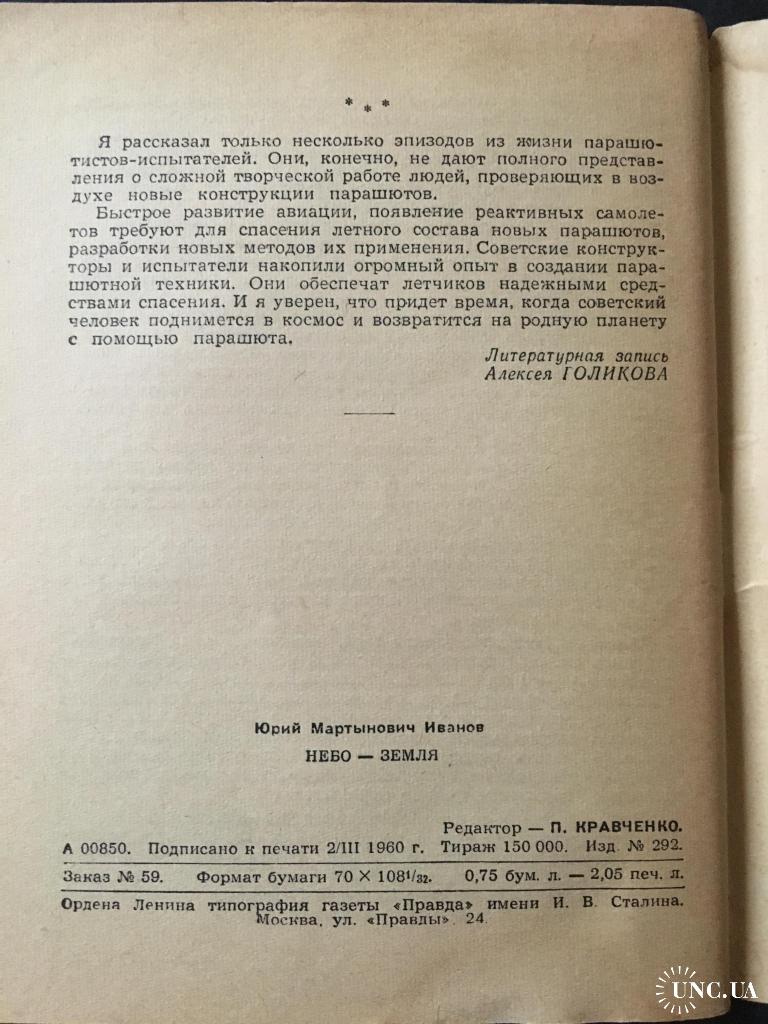 * * *
Я рассказал только несколько эпизодов из жизни парашю-
тистов-испытателей. Они, конечно, не дают полного представ-
ления о сложной творческой работе людей, проверяющих в воз-
духе новые конструкции парашютов.
Быстрое развитие авиации, появление реактивных самоле-
тов требуют для спасения летного состава новых парашютов,
разработки новых методов их применения. Советские конструк-
торы и испытатели накопили огромный опыт в создании пара-
шютной техники. Они обеспечат летчиков надежными сред-
ствами спасения. И я уверен, что придет время, когда советский
человек поднимется в космос и возвратится на родную планету
с помощью парашюта.
Литературная запись
Алексея ГОЛИКОВА
Юрий Мартынович Иванов
НЕБО — ЗЕМЛЯ
Редактор — П. КРАВЧЕНКО.
А 00850. Подписано к печати 2/III 1960 г. Тираж 150 000. Изд. № 292.
Заказ № 59. Формат бумаги 70 × 108¹/₃₂. 0,75 бум. л. — 2,05 печ. л.
Ордена Ленина типография газеты «Правда» имени И. В. Сталина.
Москва, ул. «Правды», 24.
UNC.UA